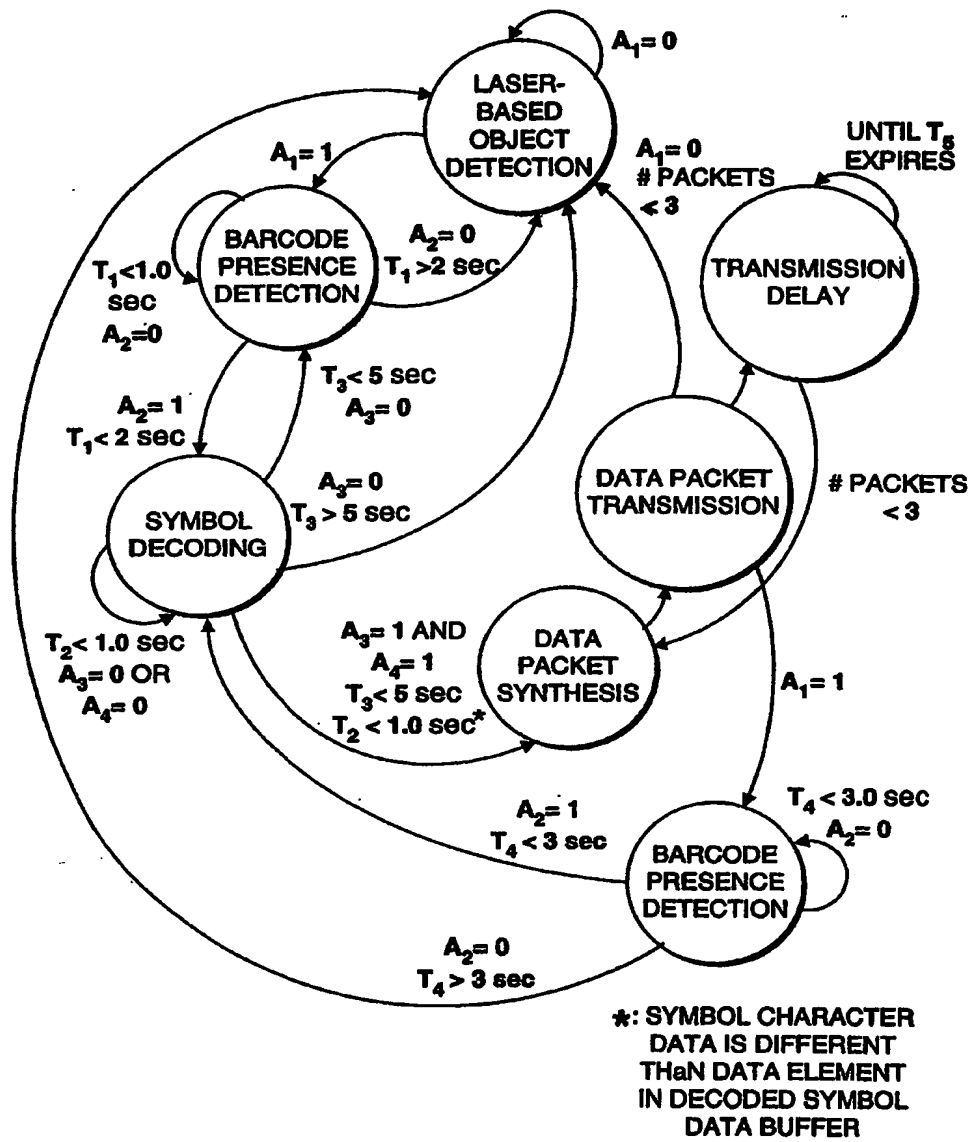 A₁= 0
LASER-
BASED
OBJECT
DETECTION
A₁= 1
A₁= 0
# PACKETS
< 3
UNTIL T₅
EXPIRES
BARCODE
PRESENCE
DETECTION
A₂= 0
T₁ >2 sec
TRANSMISSION
DELAY
T₁<1.0
sec
A₂=0
T₃< 5 sec
A₃= 0
A₂= 1
T₁< 2 sec
A₃= 0
T₃ > 5 sec
DATA PACKET
TRANSMISSION
# PACKETS
< 3
SYMBOL
DECODING
T₂< 1.0 sec
A₃= 0 OR
A₄= 0
A₃= 1 AND
A₄= 1
T₃< 5 sec
T₂ < 1.0 sec*
DATA
PACKET
SYNTHESIS
A₁= 1
A₂= 1
T₄< 3 sec
T₄< 3.0 sec
A₂= 0
BARCODE
PRESENCE
DETECTION
A₂= 0
T₄> 3 sec
*: SYMBOL CHARACTER
DATA IS DIFFERENT
THaN DATA ELEMENT
IN DECODED SYMBOL
DATA BUFFER